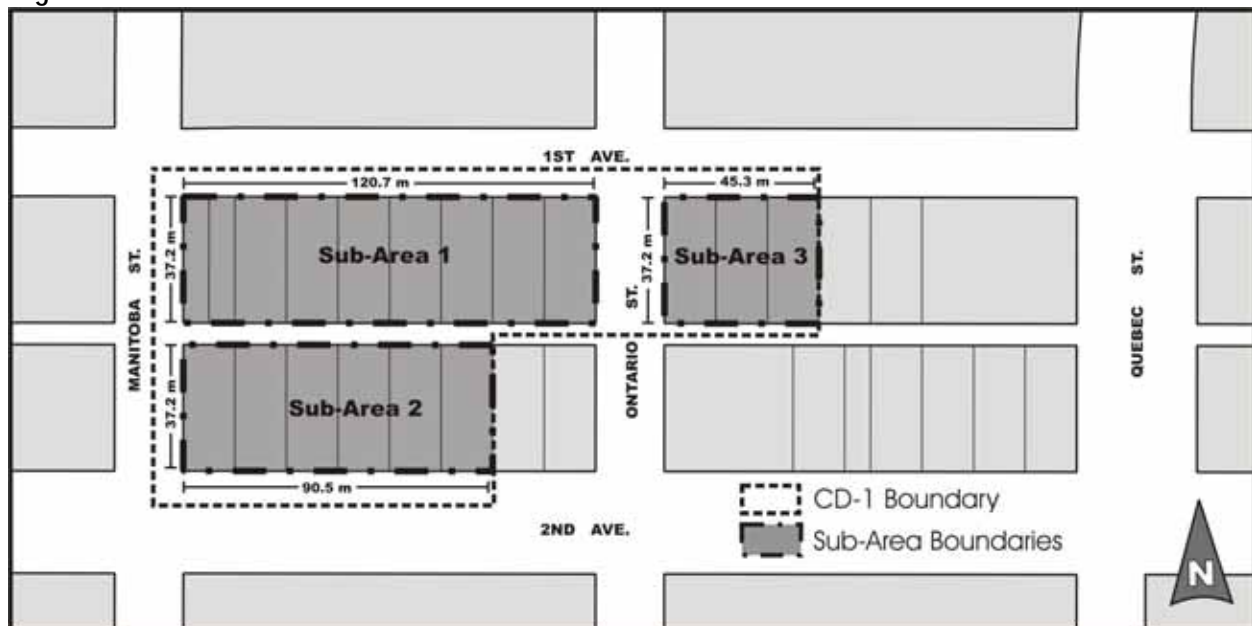 1ST AVE.
120.7 m
45.3 m
37.2 m
Sub-Area 1
37.2 m
Sub-Area 3
MANITOBA ST.
ONTARIO ST.
QUEBEC ST.
37.2 m
Sub-Area 2
90.5 m
2ND AVE.
CD-1 Boundary
Sub-Area Boundaries
N